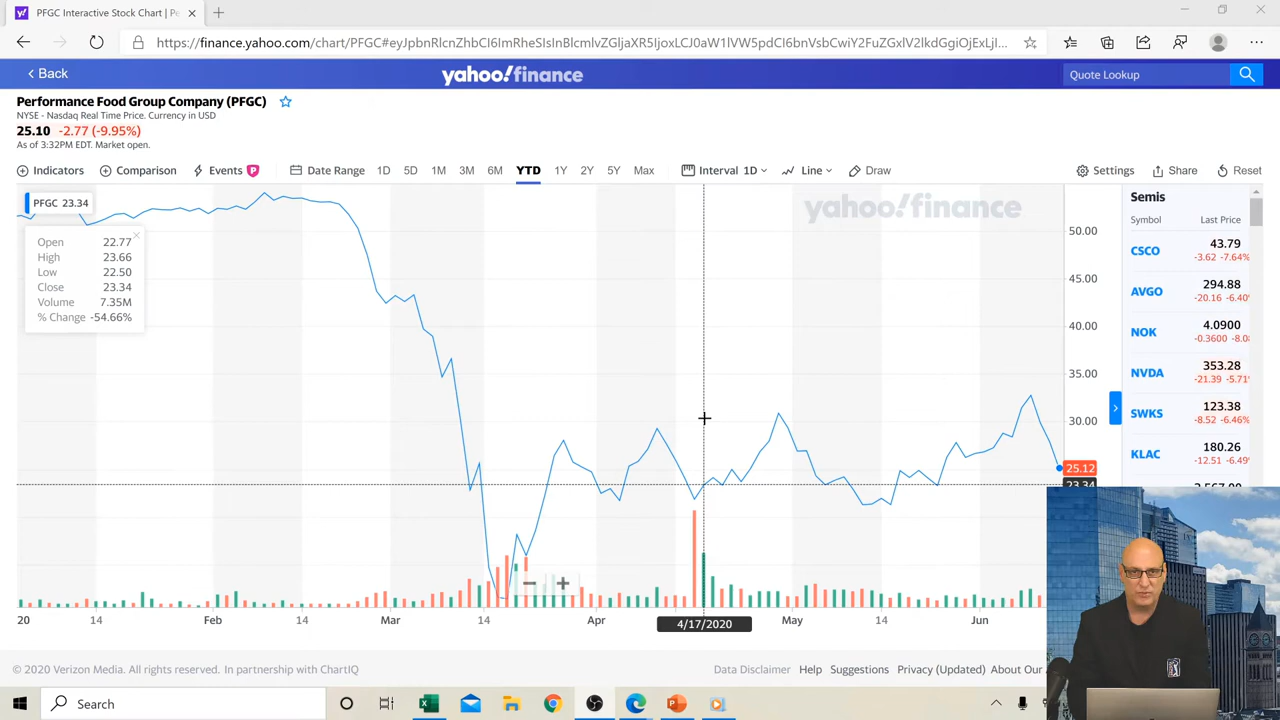 PFGC Interactive Stock Chart | Pe
https://finance.yahoo.com/chart/PFGC#eyJpbnRlcnZhbCI6ImRheSIsInBlcmlvZGljaXR5IjoxLCJ0aW1lVW5pdCI6bnVsbCwiY2FuZGxlV2lkdGgiOjExLjI...
Back
yahoo!finance
Quote Lookup
Performance Food Group Company (PFGC)
NYSE - Nasdaq Real Time Price. Currency in USD
25.10 -2.77 (-9.95%)
As of 3:32PM EDT. Market open.
Indicators Comparison Events Date Range 1D 5D 1M 3M 6M YTD 1Y 2Y 5Y Max Interval 1D Line Draw Settings Share Reset
PFGC 23.34
yahoo!finance
Open 22.77
High 23.66
Low 22.50
Close 23.34
Volume 7.35M
% Change -54.66%
50.00
45.00
40.00
35.00
30.00
25.12
23.34
Semis
Symbol Last Price
CSCO 43.79
-3.62 -7.64%
AVGO 294.88
-20.16 -6.40
NOK 4.0900
-0.3600 -8.0
NVDA 353.28
-21.39 -5.71
SWKS 123.38
-8.52 -6.46%
KLAC 180.26
-12.51 -6.49
20 14 Feb 14 Mar 14 Apr 4/17/2020 May 14 Jun
© 2020 Verizon Media. All rights reserved. In partnership with ChartIQ
Data Disclaimer Help Suggestions Privacy (Updated) About Our
Search